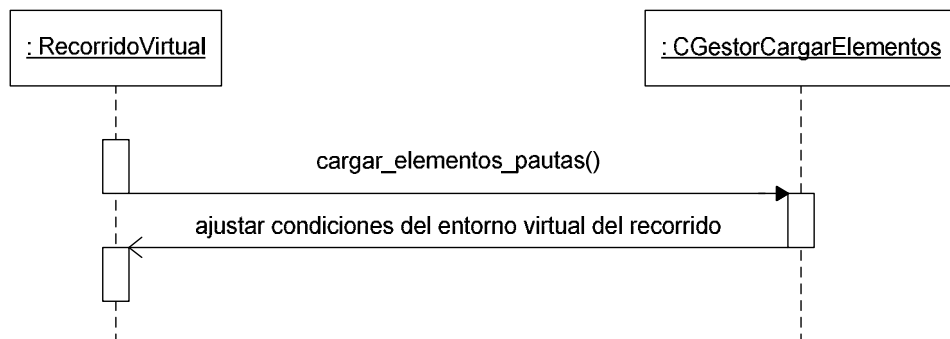 : RecorridoVirtual
: CGestorCargarElementos
cargar_elementos_pautas()
ajustar condiciones del entorno virtual del recorrido